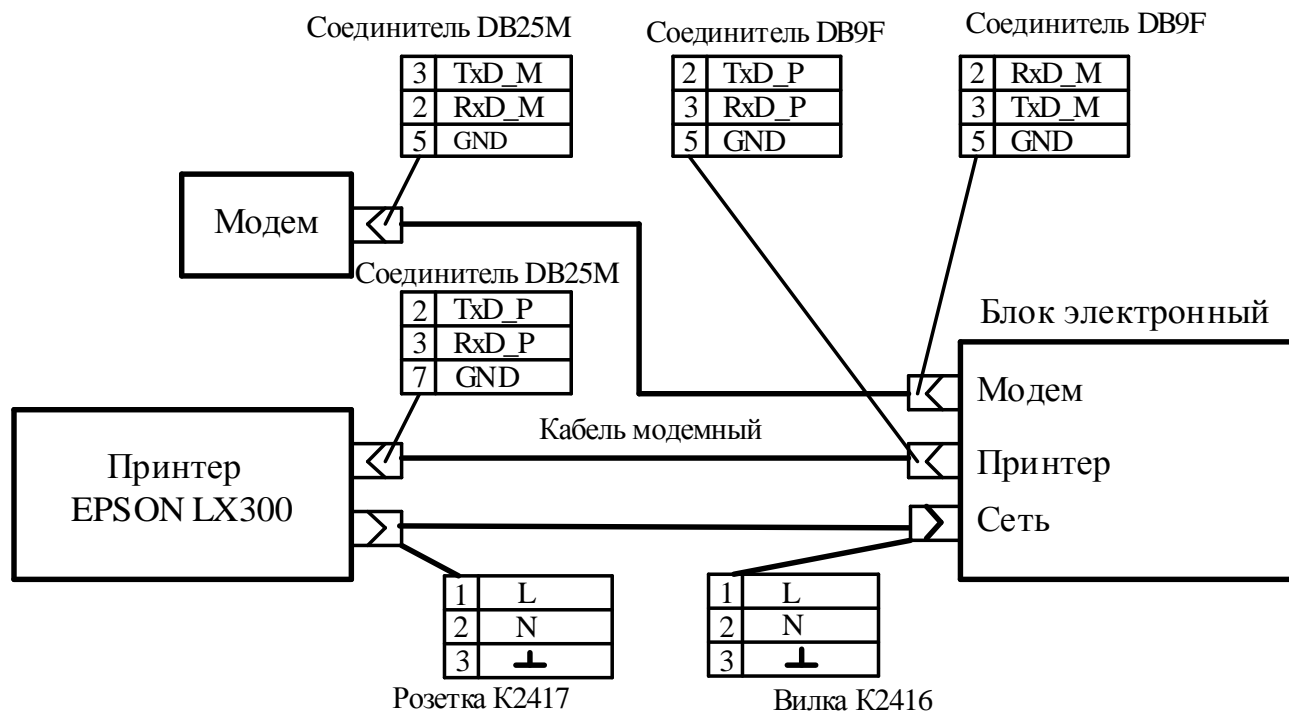 Соединитель DB25M
3 TxD_M
2 RxD_M
5 GND
Соединитель DB9F
2 TxD_P
3 RxD_P
5 GND
Соединитель DB9F
2 RxD_M
3 TxD_M
5 GND
Модем
Соединитель DB25M
2 TxD_P
3 RxD_P
7 GND
Блок электронный
Модем
Принтер
Сеть
Кабель модемный
Принтер
EPSON LX300
1 L
2 N
3
Розетка К2417
1 L
2 N
3
Вилка К2416